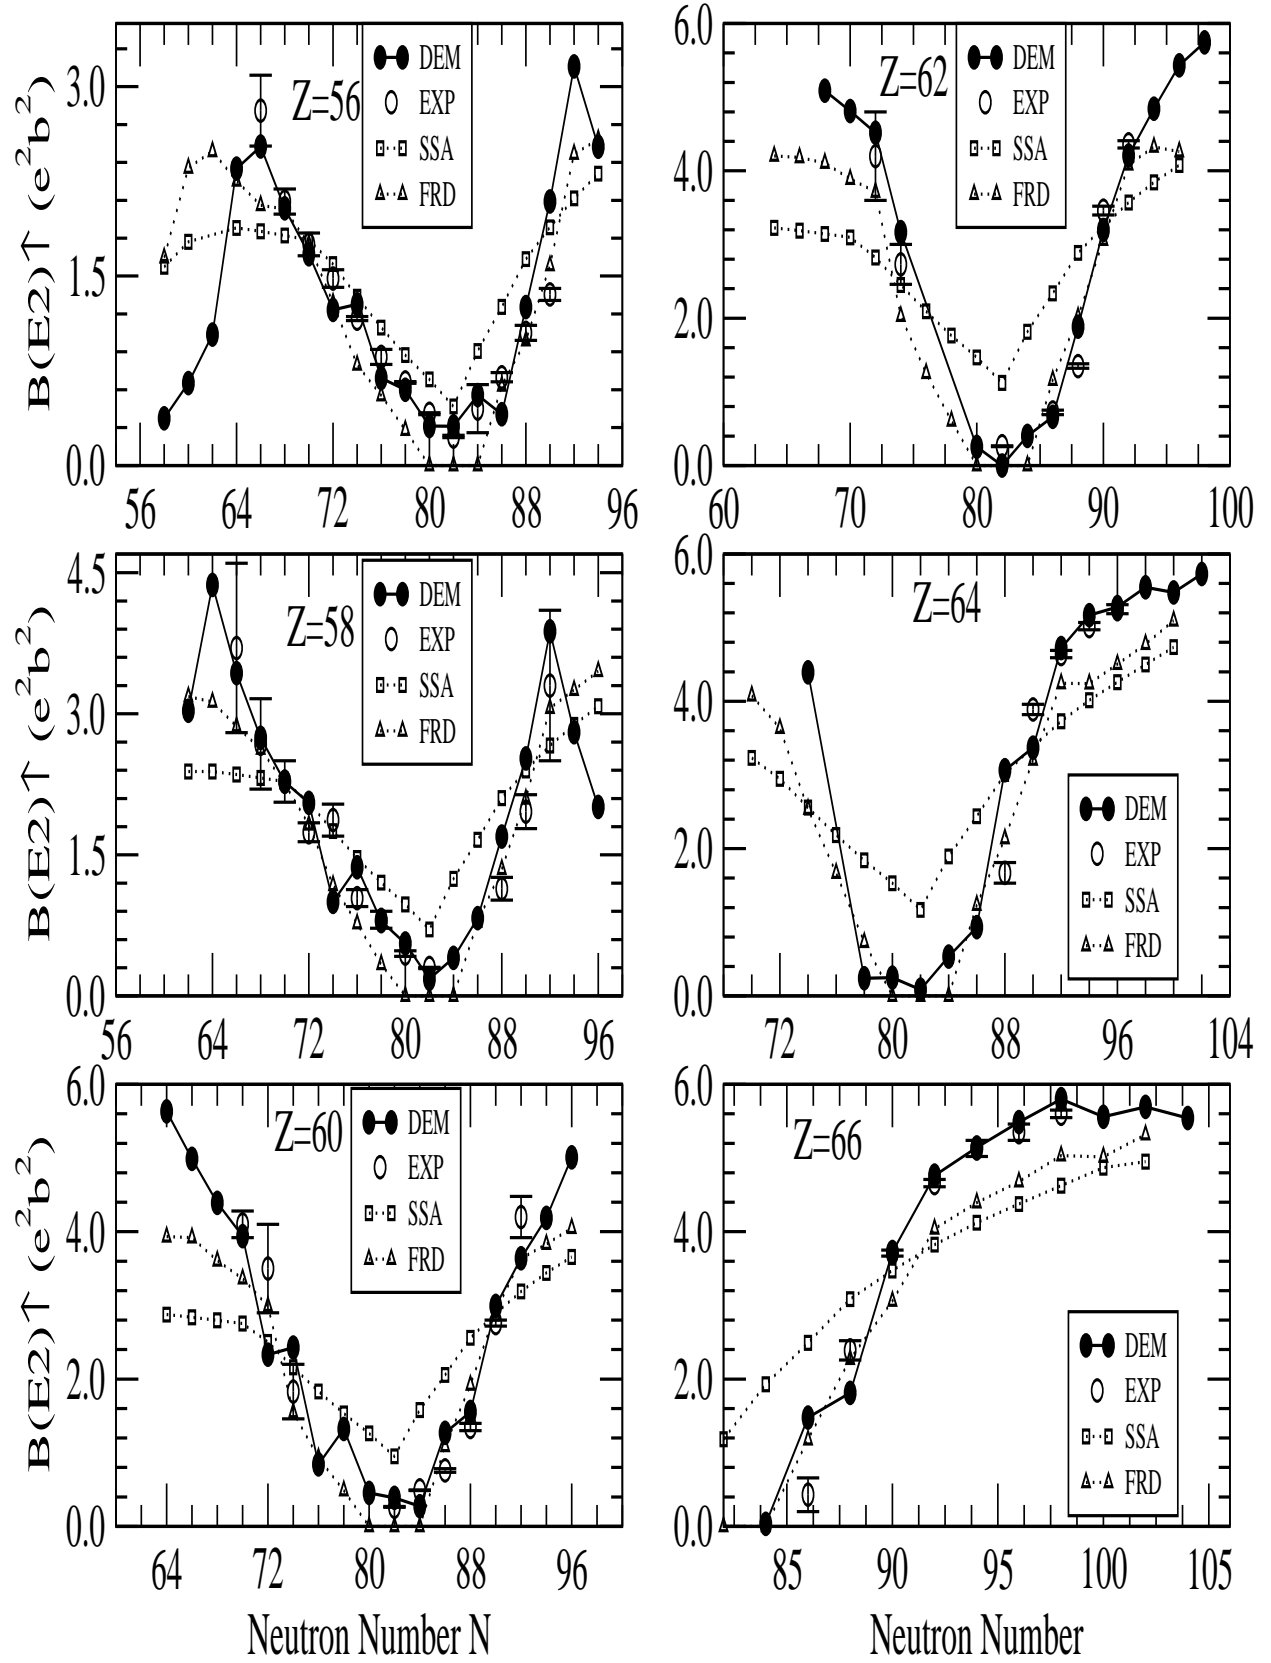 B(E2)↑ (e²b²)
3.0
1.5
0.0
56 64 72 80 88 96
Z=56
DEM
EXP
SSA
FRD
6.0
4.0
2.0
0.0
60 70 80 90 100
Z=62
DEM
EXP
SSA
FRD
B(E2)↑ (e²b²)
4.5
3.0
1.5
0.0
56 64 72 80 88 96
Z=58
DEM
EXP
SSA
FRD
6.0
4.0
2.0
0.0
72 80 88 96 104
Z=64
DEM
EXP
SSA
FRD
B(E2)↑ (e²b²)
6.0
4.0
2.0
0.0
64 72 80 88 96
Z=60
DEM
EXP
SSA
FRD
Neutron Number N
6.0
4.0
2.0
0.0
85 90 95 100 105
Z=66
DEM
EXP
SSA
FRD
Neutron Number